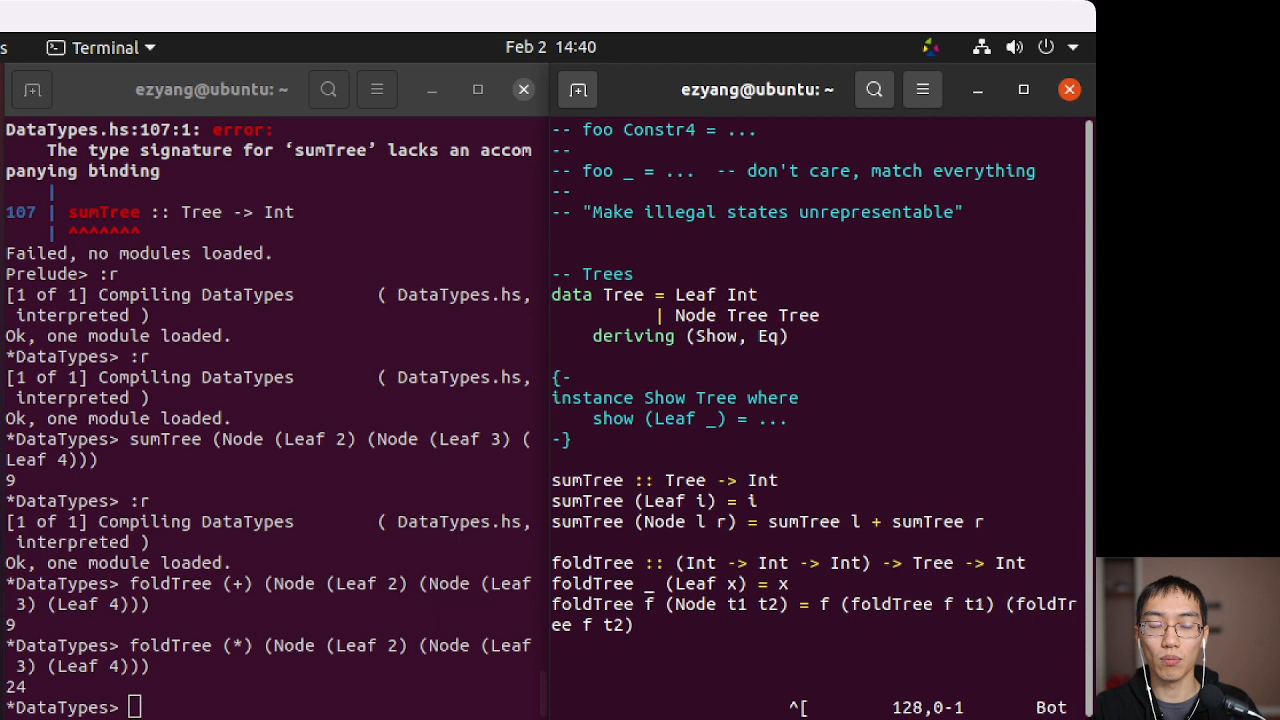 s Terminal Feb 2 14:40
ezyang@ubuntu: ~
DataTypes.hs:107:1: error:
    The type signature for ‘sumTree’ lacks an accom
panying binding
    |
107 | sumTree :: Tree -> Int
    | ^^^^^^^
Failed, no modules loaded.
Prelude> :r
[1 of 1] Compiling DataTypes        ( DataTypes.hs,
 interpreted )
Ok, one module loaded.
*DataTypes> :r
[1 of 1] Compiling DataTypes        ( DataTypes.hs,
 interpreted )
Ok, one module loaded.
*DataTypes> sumTree (Node (Leaf 2) (Node (Leaf 3) (
Leaf 4)))
9
*DataTypes> :r
[1 of 1] Compiling DataTypes        ( DataTypes.hs,
 interpreted )
Ok, one module loaded.
*DataTypes> foldTree (+) (Node (Leaf 2) (Node (Leaf
 3) (Leaf 4)))
9
*DataTypes> foldTree (*) (Node (Leaf 2) (Node (Leaf
 3) (Leaf 4)))
24
*DataTypes>
ezyang@ubuntu: ~
-- foo Constr4 = ...
--
-- foo _ = ...  -- don't care, match everything
--
-- "Make illegal states unrepresentable"
-- Trees
data Tree = Leaf Int
          | Node Tree Tree
    deriving (Show, Eq)
{-
instance Show Tree where
    show (Leaf _) = ...
-}
sumTree :: Tree -> Int
sumTree (Leaf i) = i
sumTree (Node l r) = sumTree l + sumTree r
foldTree :: (Int -> Int -> Int) -> Tree -> Int
foldTree _ (Leaf x) = x
foldTree f (Node t1 t2) = f (foldTree f t1) (foldTr
ee f t2)
^[ 128,0-1 Bot